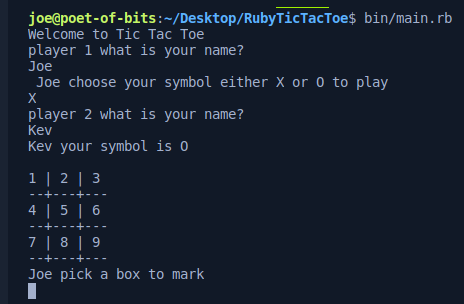 joe@poet-of-bits:~/Desktop/RubyTicTacToe$ bin/main.rb
Welcome to Tic Tac Toe
player 1 what is your name?
Joe
 Joe choose your symbol either X or O to play
X
player 2 what is your name?
Kev
Kev your symbol is O

1 | 2 | 3
--+---+---
4 | 5 | 6
--+---+---
7 | 8 | 9
--+---+---
Joe pick a box to mark